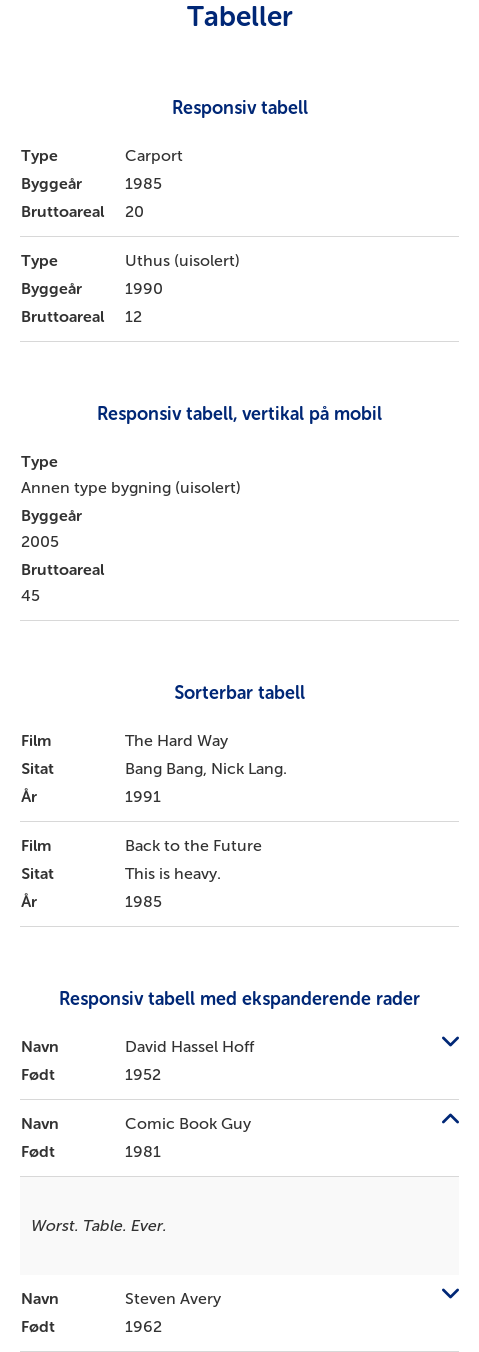 Tabeller
Responsiv tabell
Type Carport
Byggeår 1985
Bruttoareal 20
Type Uthus (uisolert)
Byggeår 1990
Bruttoareal 12
Responsiv tabell, vertikal på mobil
Type
Annen type bygning (uisolert)
Byggeår
2005
Bruttoareal
45
Sorterbar tabell
Film The Hard Way
Sitat Bang Bang, Nick Lang.
År 1991
Film Back to the Future
Sitat This is heavy.
År 1985
Responsiv tabell med ekspanderende rader
Navn David Hassel Hoff
Født 1952
Navn Comic Book Guy
Født 1981
Worst. Table. Ever.
Navn Steven Avery
Født 1962